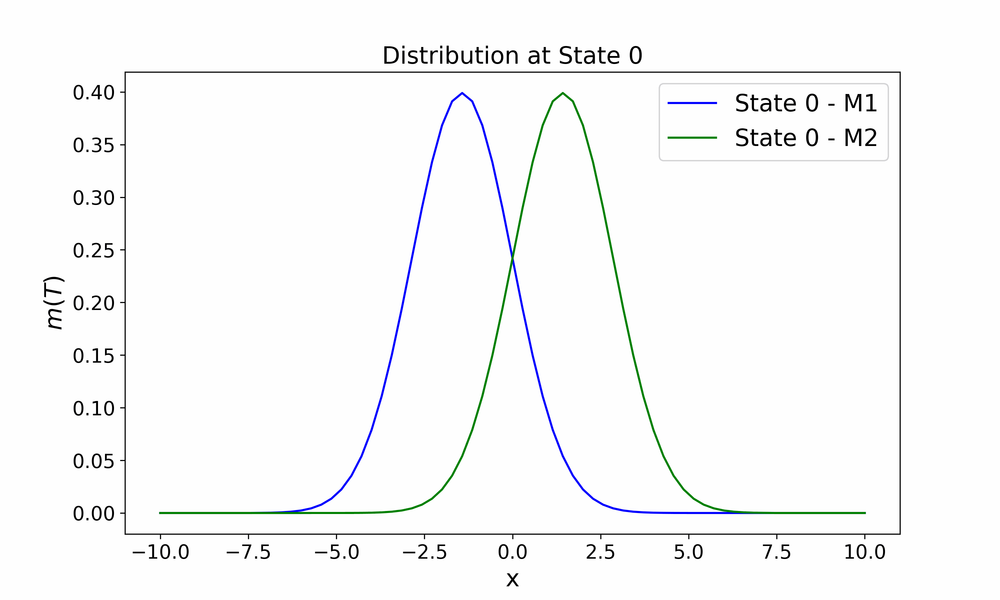 Distribution at State 0
State 0 - M1
State 0 - M2
m(T)
0.40
0.35
0.30
0.25
0.20
0.15
0.10
0.05
0.00
−10.0 −7.5 −5.0 −2.5 0.0 2.5 5.0 7.5 10.0
x